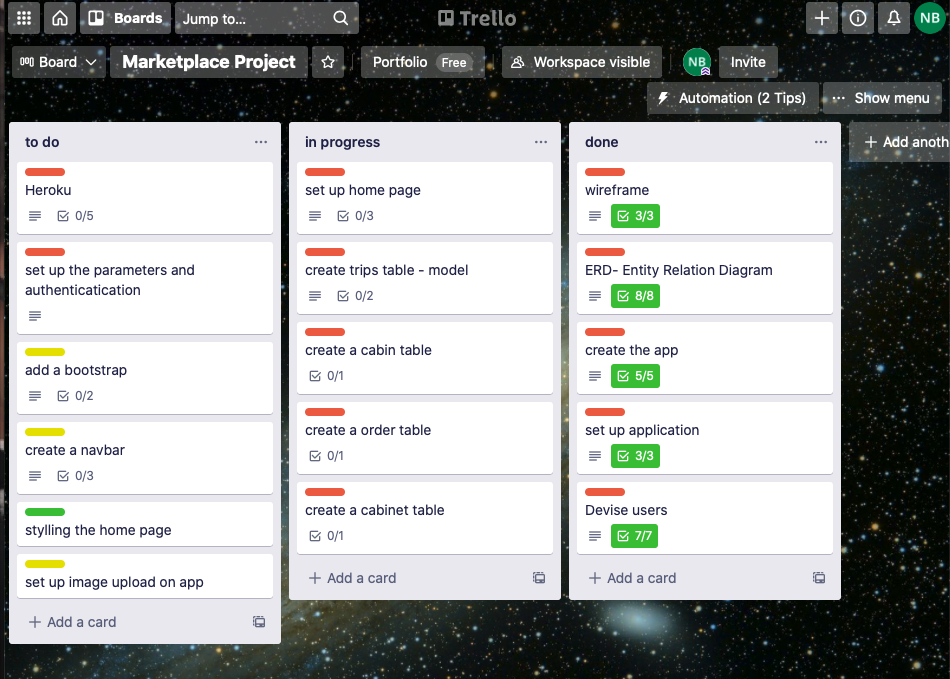 Boards
Jump to...
Trello
NB
Board
Marketplace Project
Portfolio Free
Workspace visible
NB
Invite
Automation (2 Tips)
Show menu
to do
Heroku
0/5
set up the parameters and
authenticatication
add a bootstrap
0/2
create a navbar
0/3
stylling the home page
set up image upload on app
+ Add a card
in progress
set up home page
0/3
create trips table - model
0/2
create a cabin table
0/1
create a order table
0/1
create a cabinet table
0/1
+ Add a card
done
wireframe
3/3
ERD- Entity Relation Diagram
8/8
create the app
5/5
set up application
3/3
Devise users
7/7
+ Add a card
+ Add anoth